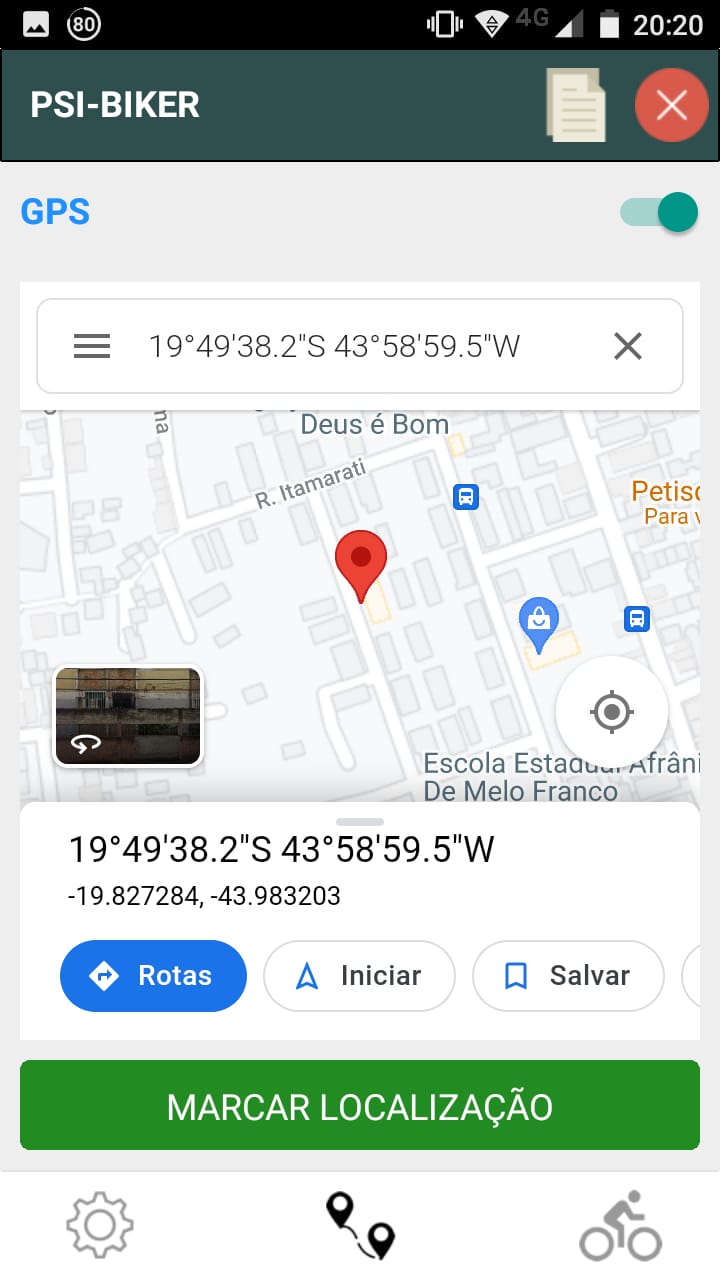 80
4G
20:20
PSI-BIKER
GPS
19°49'38.2"S 43°58'59.5"W
na
Deus é Bom
R. Itamarati
Para v
Escola Estadual Afrâni
De Melo Franco
19°49'38.2"S 43°58'59.5"W
-19.827284, -43.983203
Rotas
Iniciar
Salvar
MARCAR LOCALIZAÇÃO